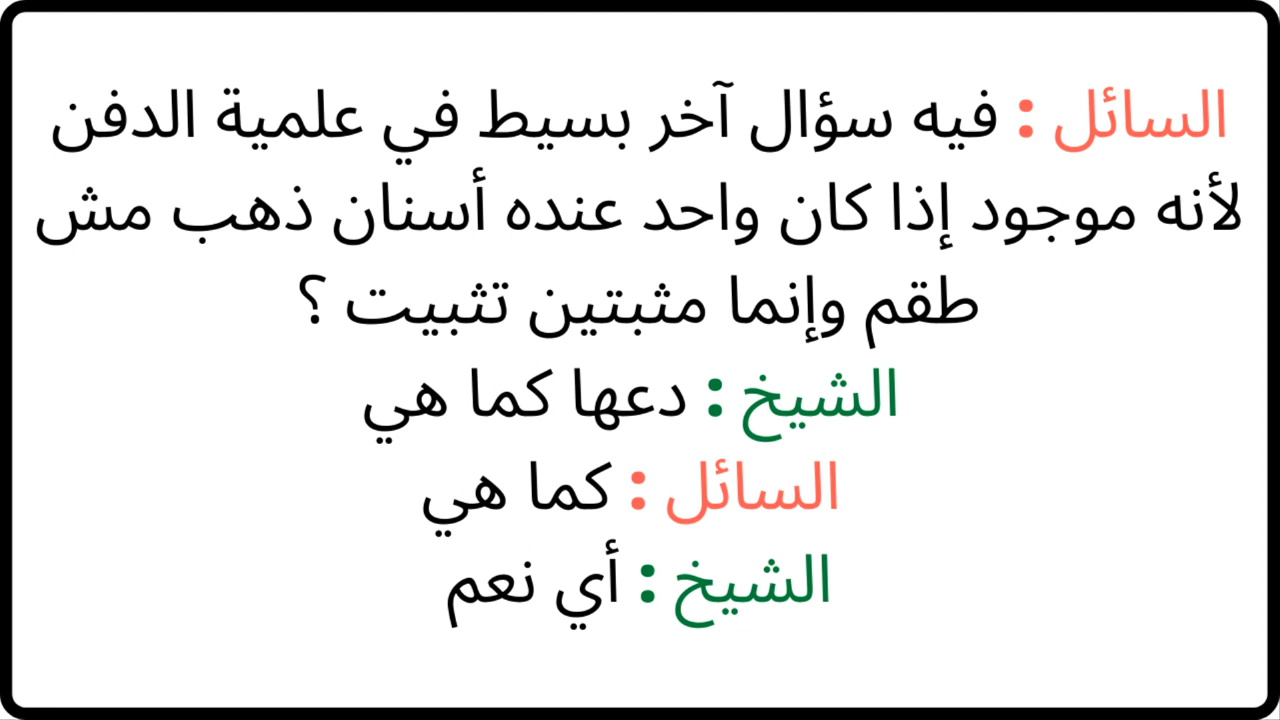 السائل : فيه سؤال آخر بسيط في علمية الدفن
لأنه موجود إذا كان واحد عنده أسنان ذهب مش
طقم وإنما مثبتين تثبيت ؟
الشيخ : دعها كما هي
السائل : كما هي
الشيخ : أي نعم